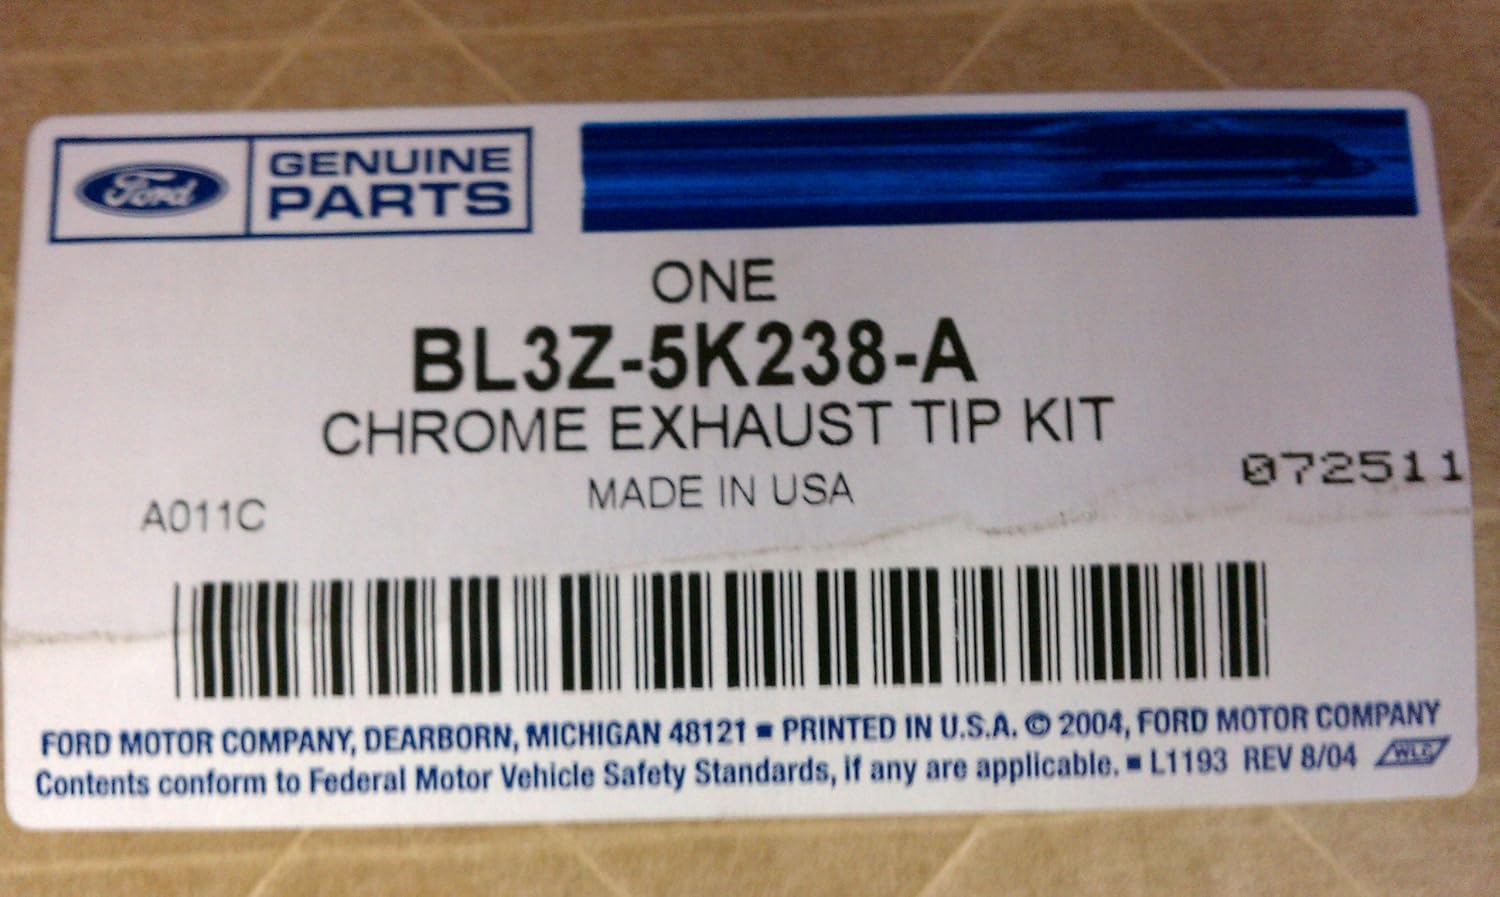 Ford GENUINE
PARTS
ONE
BL3Z-5K238-A
CHROME EXHAUST TIP KIT
MADE IN USA
072511
A011C
FORD MOTOR COMPANY, DEARBORN, MICHIGAN 48121 ▪ PRINTED IN U.S.A. © 2004, FORD MOTOR COMPANY
Contents conform to Federal Motor Vehicle Safety Standards, if any are applicable. ▪ L1193 REV 8/04 WLC